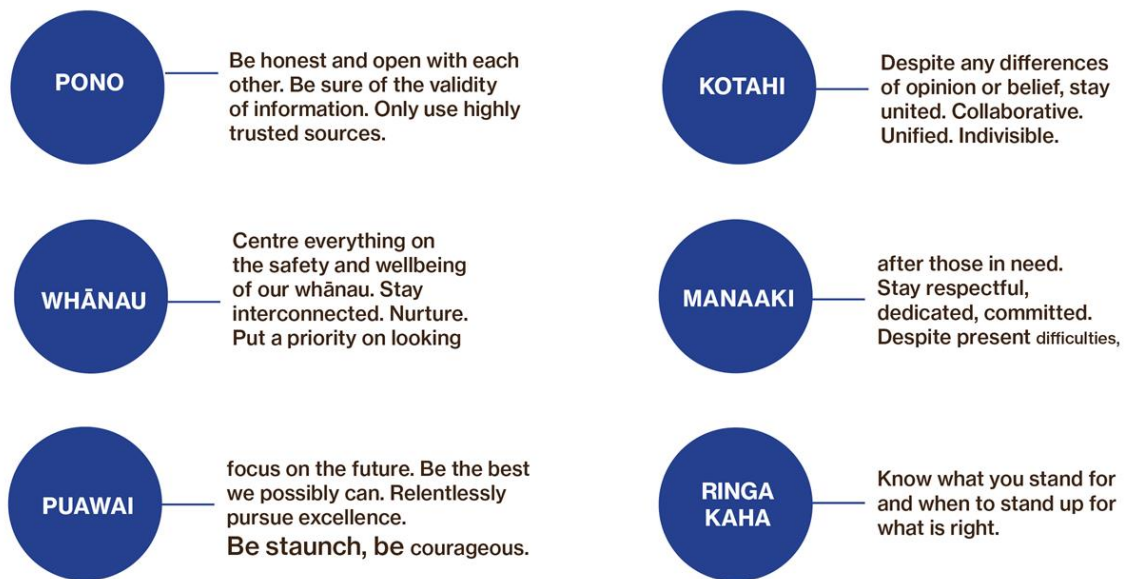 PONO
Be honest and open with each
other. Be sure of the validity
of information. Only use highly
trusted sources.
KOTAHI
Despite any differences
of opinion or belief, stay
united. Collaborative.
Unified. Indivisible.
WHĀNAU
Centre everything on
the safety and wellbeing
of our whānau. Stay
interconnected. Nurture.
Put a priority on looking
MANAAKI
after those in need.
Stay respectful,
dedicated, committed.
Despite present difficulties,
PUAWAI
focus on the future. Be the best
we possibly can. Relentlessly
pursue excellence.
Be staunch, be courageous.
RINGA
KAHA
Know what you stand for
and when to stand up for
what is right.